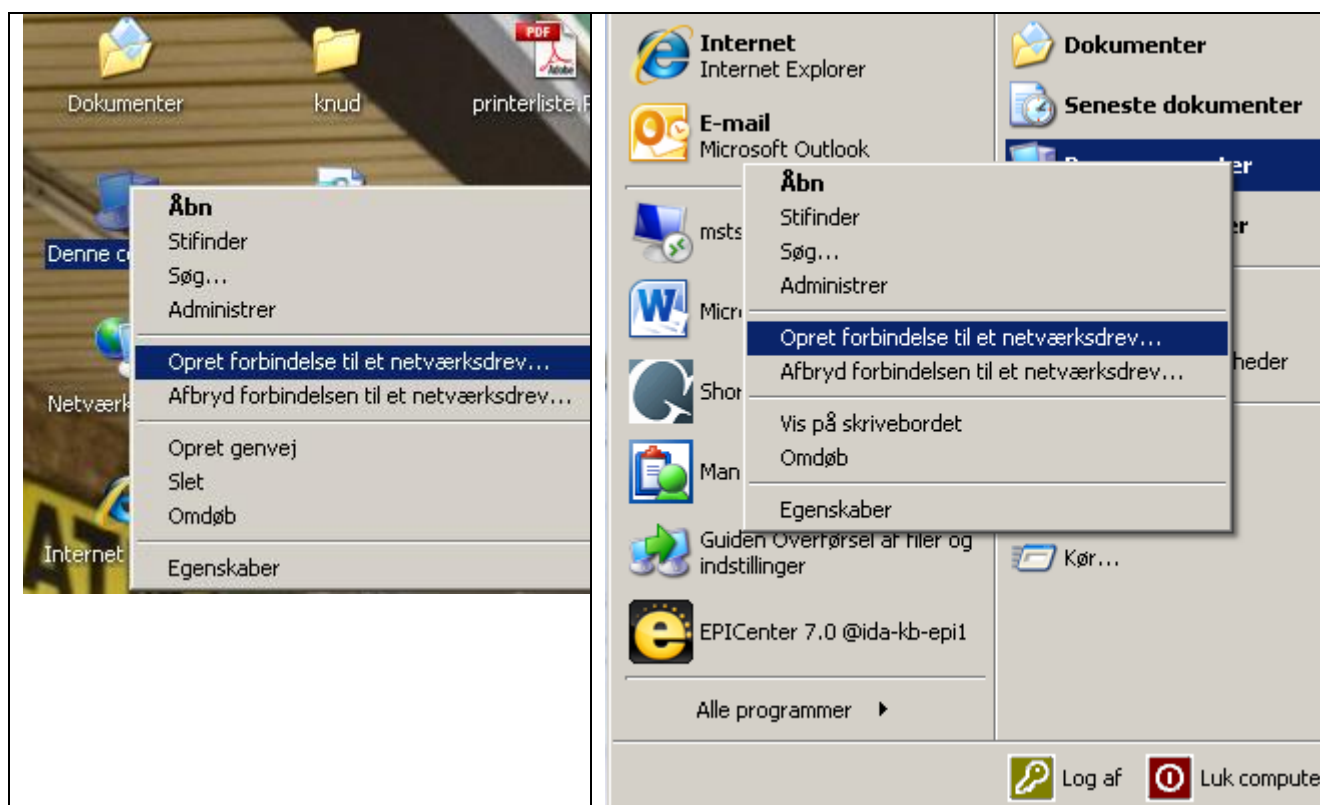 PDF
Adobe
Dokumenter
knud
Åbn
Stifinder
Søg...
Administrer
Denne
Opret forbindelse til et netværksdrev...
Afbryd forbindelsen til et netværksdrev...
Opret genvej
Slet
Omdøb
Internet
Egenskaber
Internet
Internet Explorer
E-mail
Microsoft Outlook
Guiden Overførsel af filer og
indstillinger
EPICenter 7.0 @ida-kb-epi1
Alle programmer
Dokumenter
Seneste dokumenter
Åbn
Stifinder
Søg...
Administrer
Opret forbindelse til et netværksdrev...
Afbryd forbindelsen til et netværksdrev...
Vis på skrivebordet
Omdøb
Egenskaber
Kør...
Log af
Luk compute